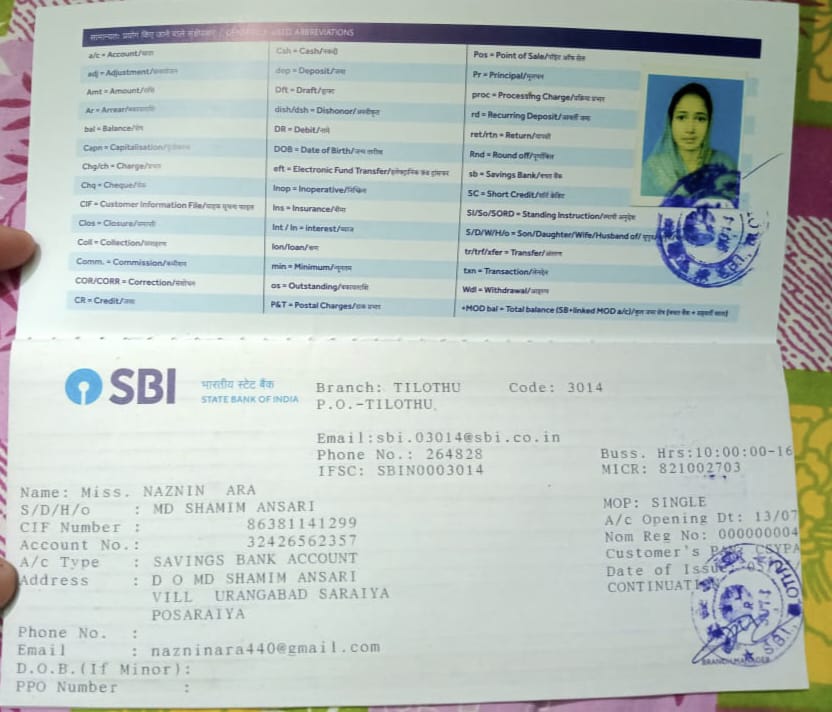 सामान्यतः प्रयोग किए जाने वाले संक्षेपाक्षर / GENERALLY USED ABBREVIATIONS
a/c = Account/खाता
adj = Adjustment/समायोजन
Amt = Amount/राशि
Ar = Arrear/बकायाराशि
bal = Balance/शेष
Capn = Capitalisation/
Chg/ch = Charge/प्रभार
Chq = Cheque/चेक
CIF = Customer Information File/ग्राहक सूचना फाइल
Clos = Closure/समाप्ति
Coll = Collection/
Comm. = Commission/कमीशन
COR/CORR = Correction/संशोधन
CR = Credit/जमा
Csh = Cash/नकदी
dep = Deposit/जमा
Dft = Draft/ड्राफ्ट
dish/dsh = Dishonor/अस्वीकृत
DR = Debit/नामे
DOB = Date of Birth/जन्म तारीख
eft = Electronic Fund Transfer/इलेक्ट्रॉनिक फंड ट्रांसफर
Inop = Inoperative/निष्क्रिय
Ins = Insurance/बीमा
Int / In = interest/ब्याज
lon/loan/ऋण
min = Minimum/न्यूनतम
os = Outstanding/बकायाराशि
P&T = Postal Charges/डाक प्रभार
Pos = Point of Sale/पॉइंट ऑफ सेल
Pr = Principal/मूलधन
proc = Processing Charge/प्रक्रिया प्रभार
rd = Recurring Deposit/आवर्ती जमा
ret/rtn = Return/वापसी
Rnd = Round off/पूर्णांकित
sb = Savings Bank/बचत बैंक
SC = Short Credit/शॉर्ट क्रेडिट
SI/So/SORD = Standing Instruction/स्थायी अनुदेश
S/D/W/H/o = Son/Daughter/Wife/Husband of/
tr/trf/xfer = Transfer/अंतरण
txn = Transaction/लेनदेन
Wdl = Withdrawal/आहरण
+MOD bal = Total balance (SB+linked MOD a/c)/कुल जमा शेष (बचत बैंक + सहबर्ती खाता)
SBI भारतीय स्टेट बैंक
STATE BANK OF INDIA
Branch: TILOTHU Code: 3014
P.O.-TILOTHU
Email:sbi.03014@sbi.co.in
Phone No.: 264828 Buss. Hrs:10:00:00-16
IFSC: SBIN0003014 MICR: 821002703
Name: Miss. NAZNIN ARA
S/D/H/o : MD SHAMIM ANSARI MOP: SINGLE
CIF Number : 86381141299 A/c Opening Dt: 13/07
Account No.: 32426562357 Nom Reg No: 000000004
A/c Type : SAVINGS BANK ACCOUNT Customer's
Address : D O MD SHAMIM ANSARI Date of Issu
VILL URANGABAD SARAIYA CONTINUATI
POSARAIYA
Phone No. :
Email : nazninara440@gmail.com
D.O.B.(If Minor):
PPO Number :
BRANCH MANAGER